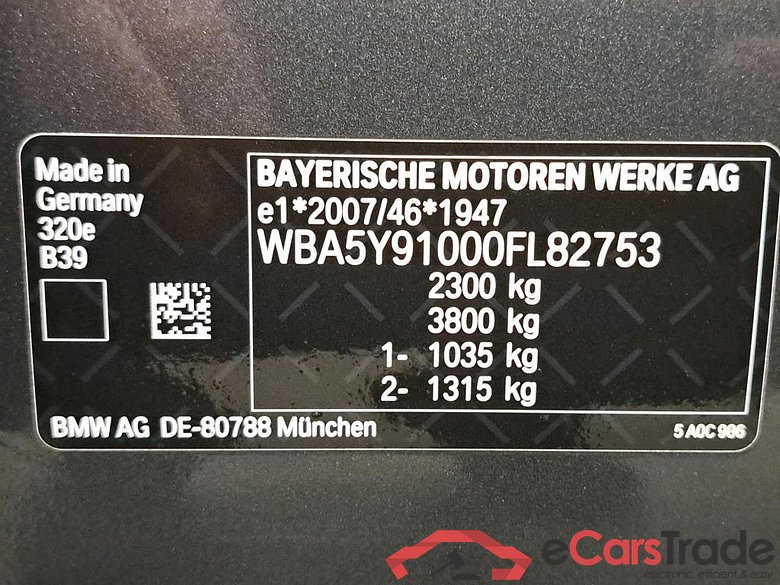 Made in
Germany
320e
B39
BAYERISCHE MOTOREN WERKE AG
e1*2007/46*1947
WBA5Y91000FL82753
2300 kg
3800 kg
1- 1035 kg
2- 1315 kg
BMW AG DE-80788 München
5 A0C 986
eCarsTrade
electronic, efficient & easy